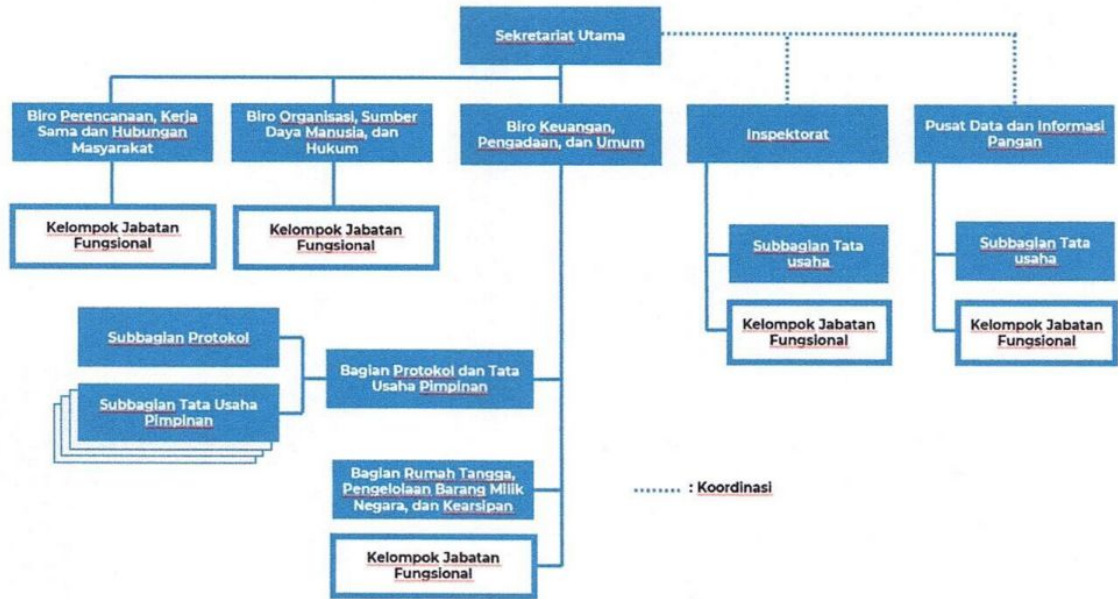 Sekretariat Utama
Biro Perencanaan, Kerja
Sama dan Hubungan
Masyarakat
Biro Organisasi, Sumber
Daya Manusia, dan
Hukum
Biro Keuangan,
Pengadaan, dan Umum
Inspektorat
Pusat Data dan Informasi
Pangan
Kelompok Jabatan
Fungsional
Kelompok Jabatan
Fungsional
Subbagian Tata
usaha
Subbagian Tata
usaha
Kelompok Jabatan
Fungsional
Kelompok Jabatan
Fungsional
Subbagian Protokol
Bagian Protokol dan Tata
Usaha Pimpinan
Subbagian Tata Usaha
Pimpinan
Bagian Rumah Tangga,
Pengelolaan Barang Milik
Negara, dan Kearsipan
: Koordinasi
Kelompok Jabatan
Fungsional